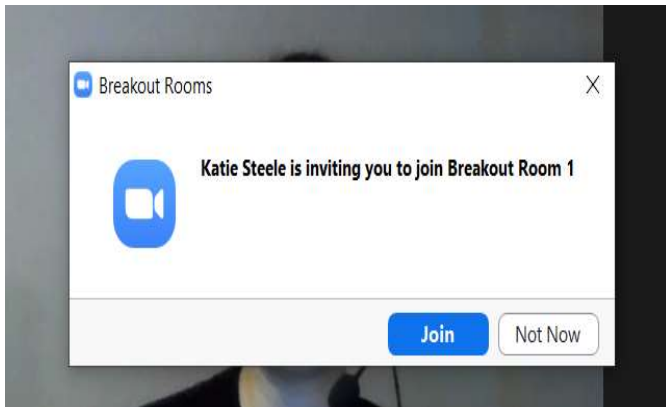 Breakout Rooms X
Katie Steele is inviting you to join Breakout Room 1
Join Not Now